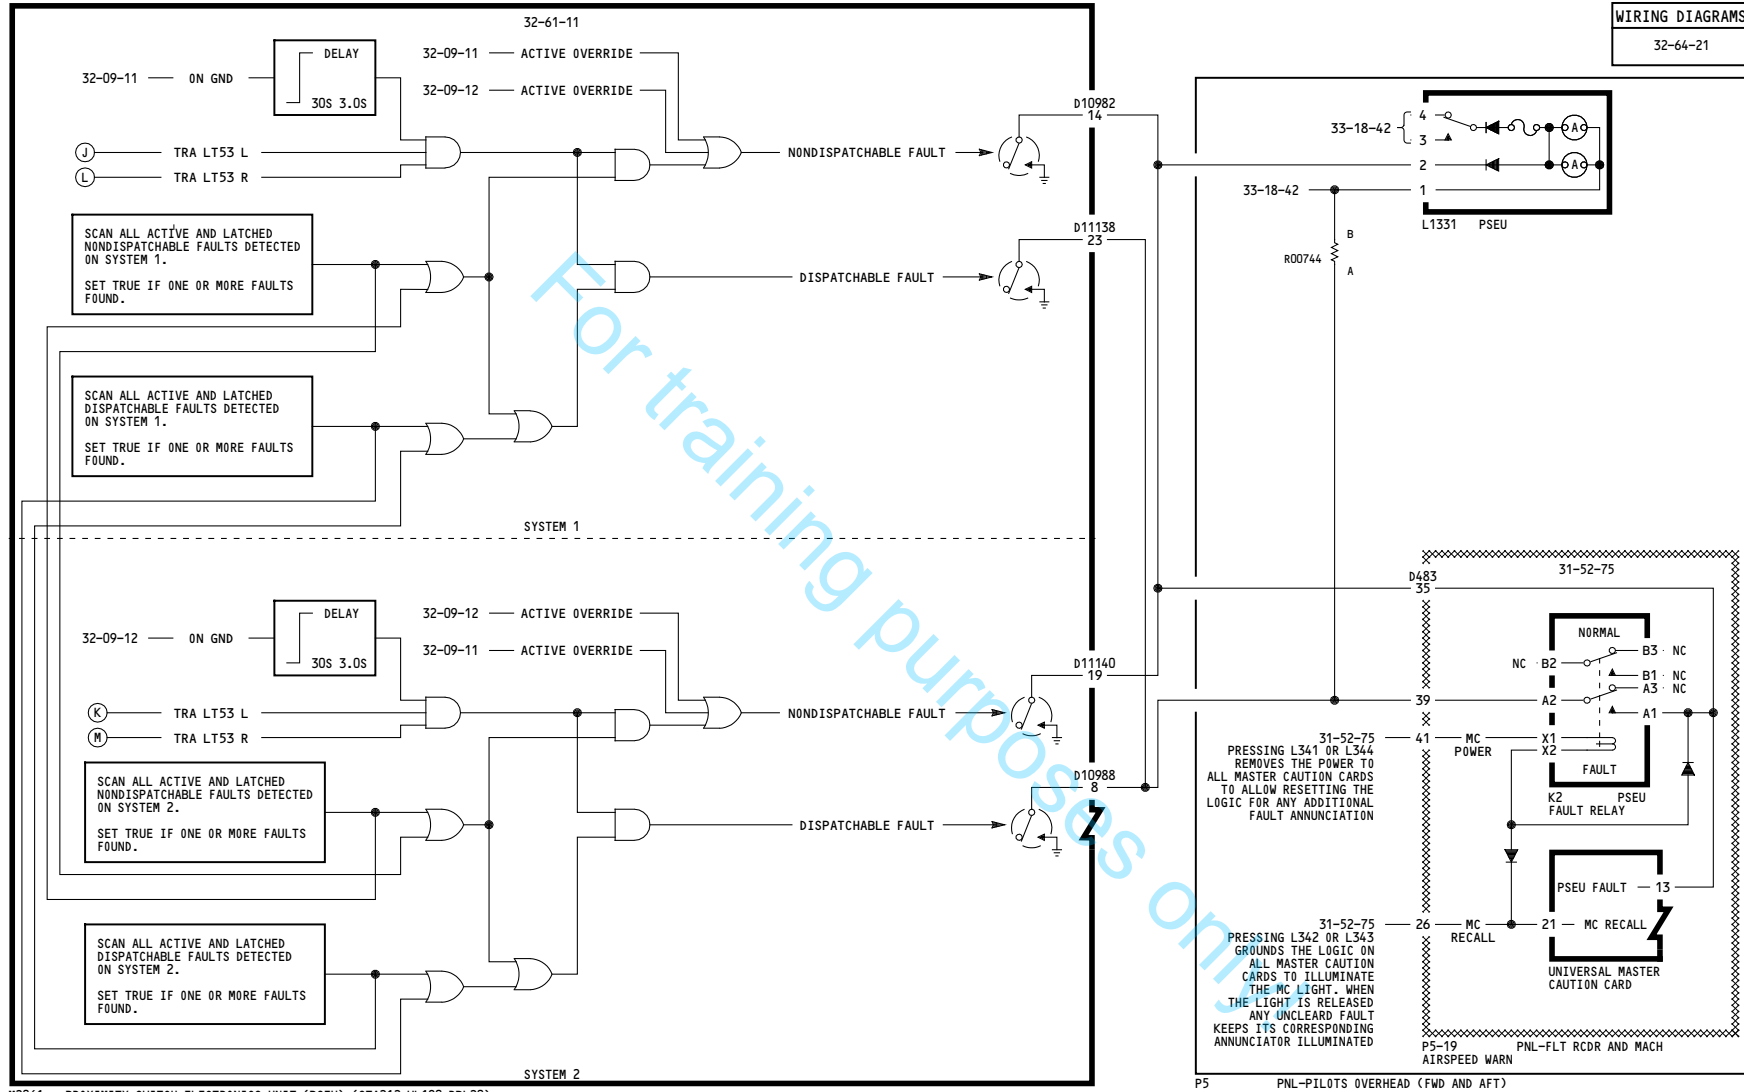 WIRING DIAGRAMS
32-64-21
32-61-11
DELAY
30S 3.0S
32-09-11
ON GND
32-09-11
ACTIVE OVERRIDE
32-09-12
ACTIVE OVERRIDE
J
TRA LT53 L
L
TRA LT53 R
NONDISPATCHABLE FAULT
D10982
14
SCAN ALL ACTIVE AND LATCHED
NONDISPATCHABLE FAULTS DETECTED
ON SYSTEM 1.
SET TRUE IF ONE OR MORE FAULTS
FOUND.
DISPATCHABLE FAULT
D11138
23
SCAN ALL ACTIVE AND LATCHED
DISPATCHABLE FAULTS DETECTED
ON SYSTEM 1.
SET TRUE IF ONE OR MORE FAULTS
FOUND.
SYSTEM 1
DELAY
30S 3.0S
32-09-12
ON GND
32-09-12
ACTIVE OVERRIDE
32-09-11
ACTIVE OVERRIDE
K
TRA LT53 L
M
TRA LT53 R
NONDISPATCHABLE FAULT
D11140
19
SCAN ALL ACTIVE AND LATCHED
NONDISPATCHABLE FAULTS DETECTED
ON SYSTEM 2.
SET TRUE IF ONE OR MORE FAULTS
FOUND.
DISPATCHABLE FAULT
D10988
8
SCAN ALL ACTIVE AND LATCHED
DISPATCHABLE FAULTS DETECTED
ON SYSTEM 2.
SET TRUE IF ONE OR MORE FAULTS
FOUND.
SYSTEM 2
33-18-42
4
3
2
33-18-42
1
A
A
L1331 PSEU
B
R00744
A
31-52-75
D483
35
NORMAL
B3 NC
NC B2
B1 NC
A3 NC
39
A2
A1
31-52-75
41
MC
POWER
X1
X2
FAULT
PRESSING L341 OR L344
REMOVES THE POWER TO
ALL MASTER CAUTION CARDS
TO ALLOW RESETTING THE
LOGIC FOR ANY ADDITIONAL
FAULT ANNUNCIATION
K2 PSEU
FAULT RELAY
PSEU FAULT
13
31-52-75
26
MC
RECALL
21
MC RECALL
PRESSING L342 OR L343
GROUNDS THE LOGIC ON
ALL MASTER CAUTION
CARDS TO ILLUMINATE
THE MC LIGHT. WHEN
THE LIGHT IS RELEASED
ANY UNCLEARD FAULT
KEEPS ITS CORRESPONDING
ANNUNCIATOR ILLUMINATED
UNIVERSAL MASTER
CAUTION CARD
P5-19 PNL-FLT RCDR AND MACH
AIRSPEED WARN
P5 PNL-PILOTS OVERHEAD (FWD AND AFT)
For training purposes only!